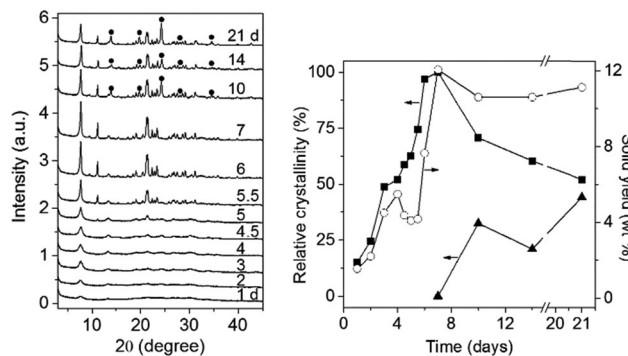 6
5
4
3
2
1
0
Intensity (a.u.)
21 d
14
10
7
6
5.5
5
4.5
4
3
2
1 d
10 20 30 40
2θ (degree)
100
75
50
25
0
Relative crystallinity (%)
12
8
4
0
Solid yield (wt %)
0 4 8 12 20 21
Time (days)